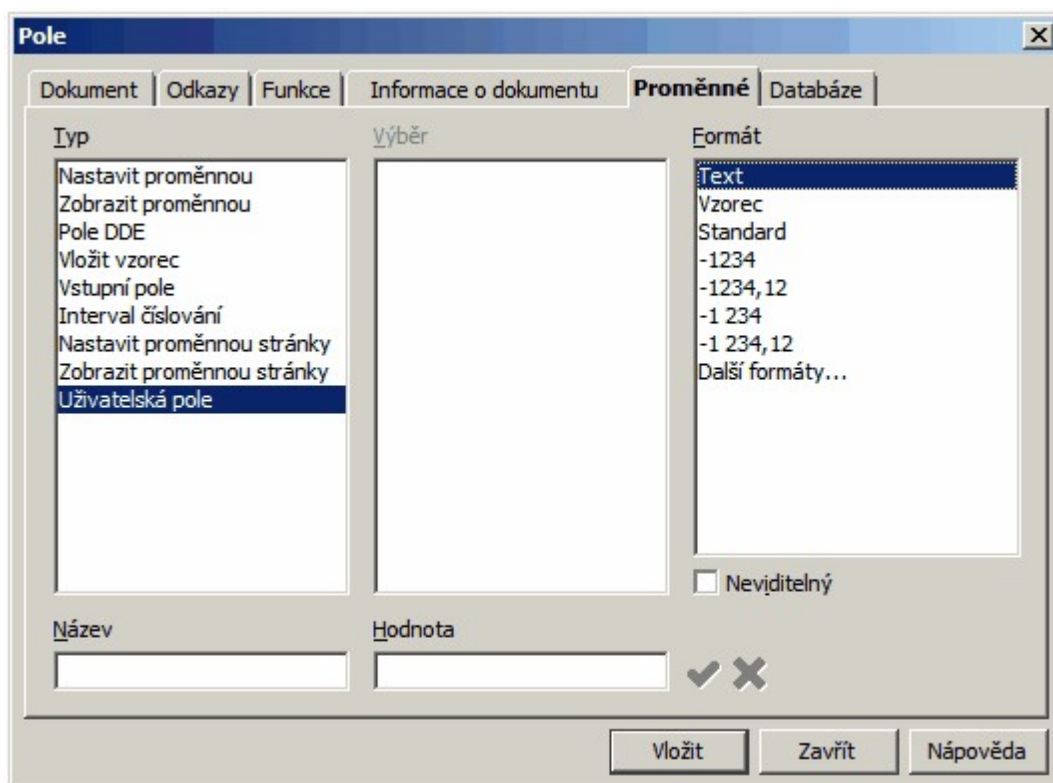 Pole
Dokument Odkazy Funkce Informace o dokumentu Proměnné Databáze
Typ
Nastavit proměnnou
Zobrazit proměnnou
Pole DDE
Vložit vzorec
Vstupní pole
Interval číslování
Nastavit proměnnou stránky
Zobrazit proměnnou stránky
Uživatelská pole
Výběr
Formát
Text
Vzorec
Standard
-1234
-1234,12
-1 234
-1 234,12
Další formáty...
Neviditelný
Název
Hodnota
Vložit Zavřít Nápověda